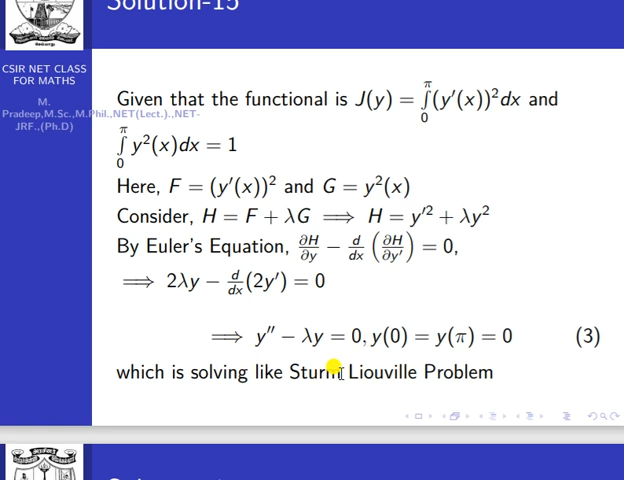 Solution-15
CSIR NET CLASS
FOR MATHS
M.
Pradeep,M.Sc.,M.Phil.,NET(Lect.).,NET-
JRF.,(Ph.D)
Given that the functional is J(y) = ∫₀^π (y′(x))² dx and
∫₀^π y²(x)dx = 1
Here, F = (y′(x))² and G = y²(x)
Consider, H = F + λG ⟹ H = y′² + λy²
By Euler's Equation, ∂H/∂y − d/dx (∂H/∂y′) = 0,
⟹ 2λy − d/dx (2y′) = 0
⟹ y″ − λy = 0, y(0) = y(π) = 0 (3)
which is solving like Sturm Liouville Problem